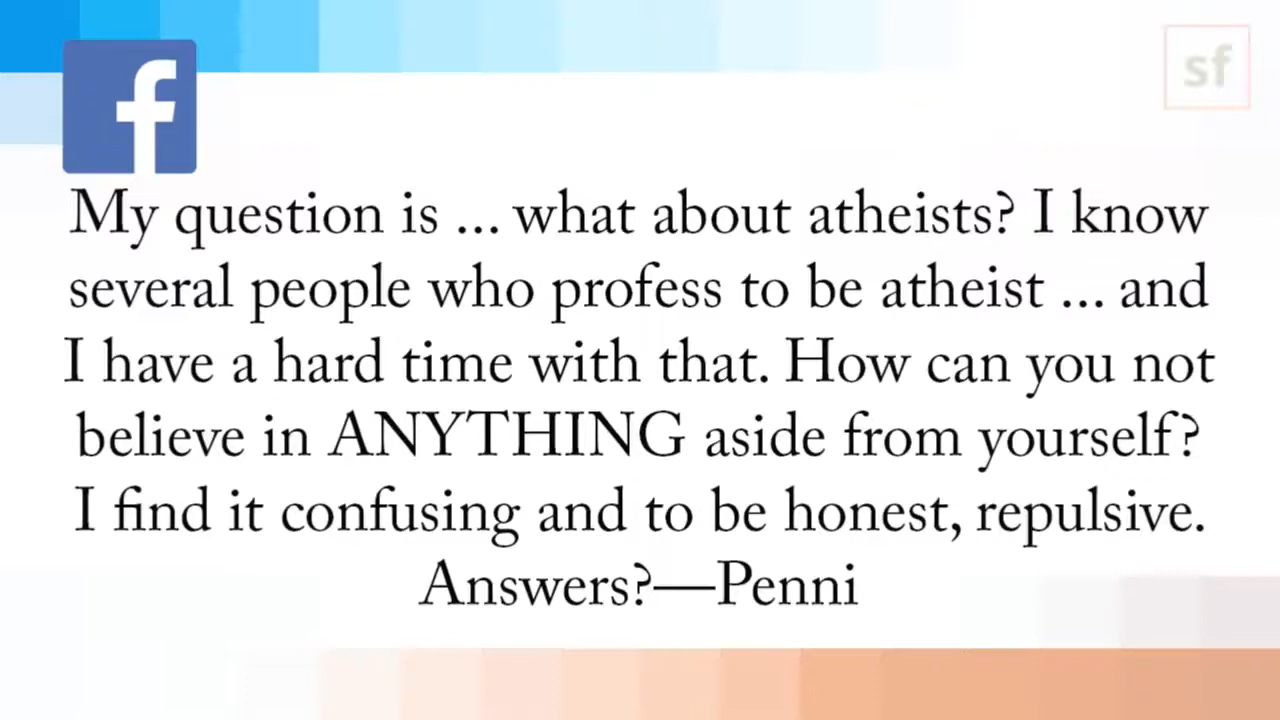 f
sf
My question is ... what about atheists? I know
several people who profess to be atheist ... and
I have a hard time with that. How can you not
believe in ANYTHING aside from yourself?
I find it confusing and to be honest, repulsive.
Answers?—Penni